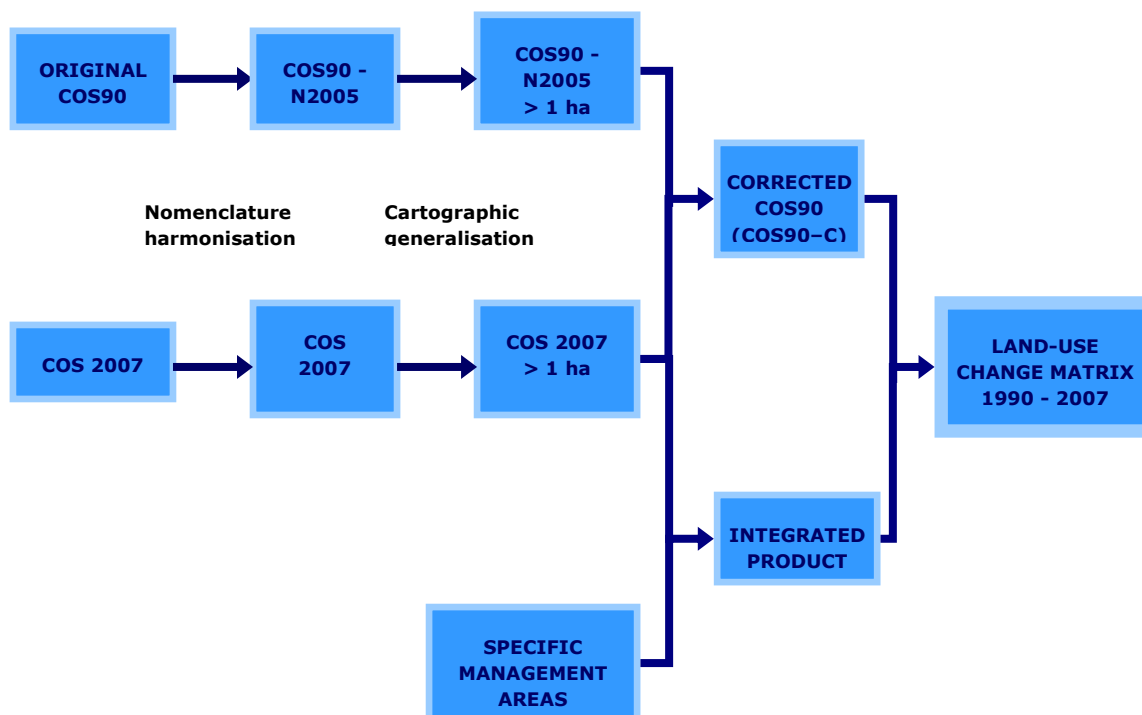 ORIGINAL
COS90
COS90 -
N2005
COS90 -
N2005
> 1 ha
Nomenclature
harmonisation
Cartographic
generalisation
CORRECTED
COS90
(COS90–C)
COS 2007
COS
2007
COS 2007
> 1 ha
LAND-USE
CHANGE MATRIX
1990 - 2007
INTEGRATED
PRODUCT
SPECIFIC
MANAGEMENT
AREAS